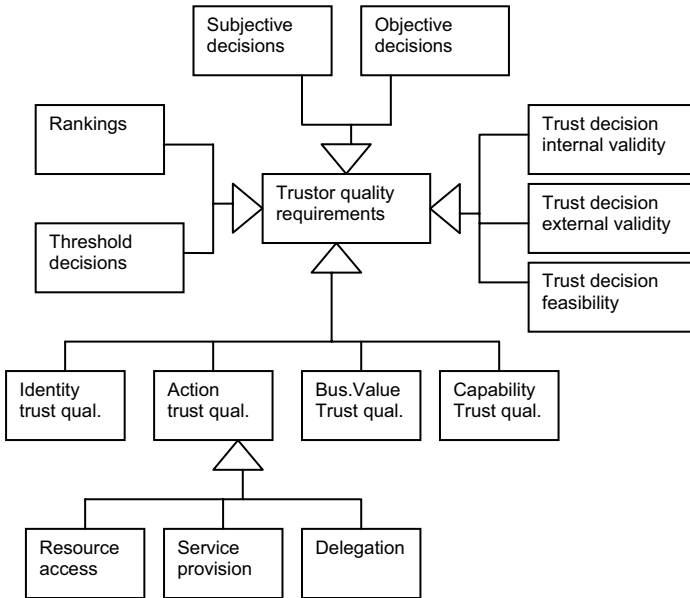 Subjective
decisions
Objective
decisions
Rankings
Trust decision
internal validity
Trustor quality
requirements
Trust decision
external validity
Threshold
decisions
Trust decision
feasibility
Identity
trust qual.
Action
trust qual.
Bus.Value
Trust qual.
Capability
Trust qual.
Resource
access
Service
provision
Delegation